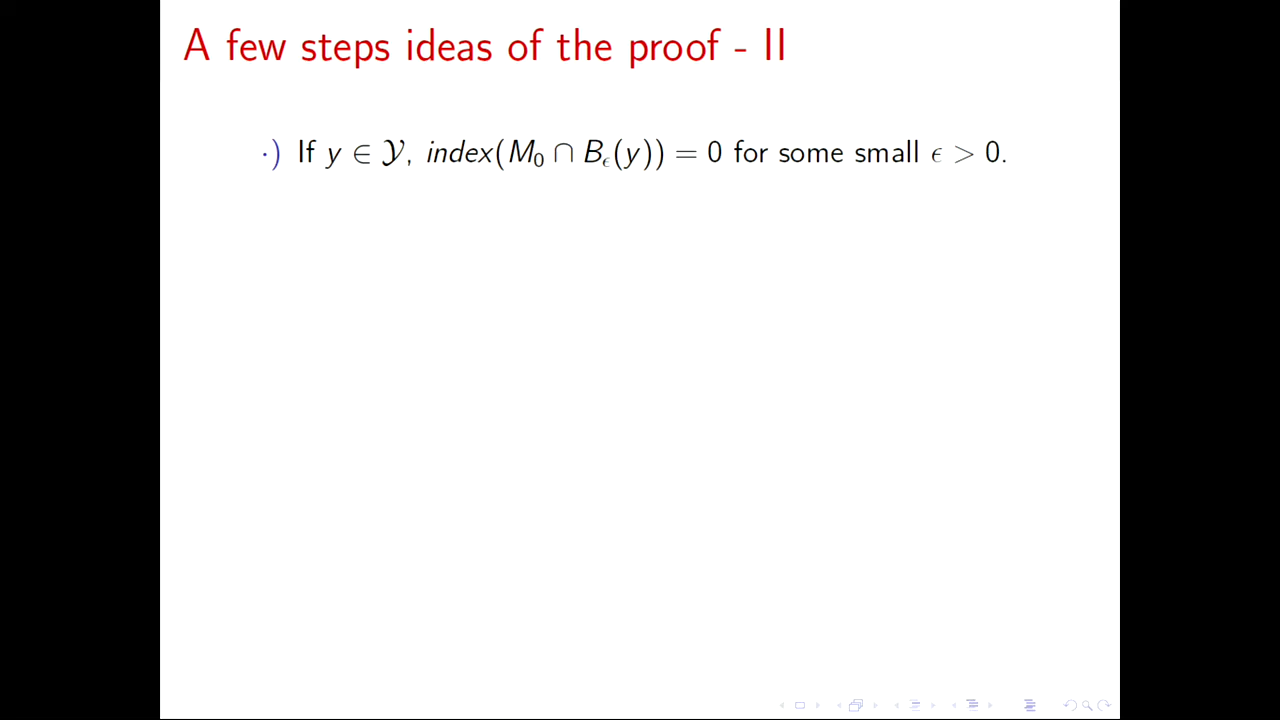 A few steps ideas of the proof - II
·) If y ∈ 𝒴, index(M₀ ∩ B_ϵ(y)) = 0 for some small ϵ > 0.